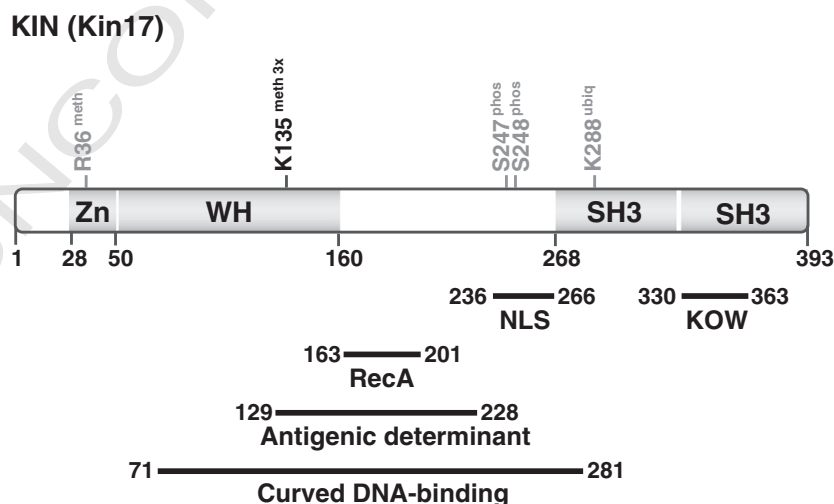 KIN (Kin17)
R36 meth
K135 meth 3x
S247 phos
S248 phos
K288 ubiq
Zn WH SH3 SH3
1 28 50 160 268 393
236 266 330 363
NLS KOW
163 201
RecA
129 228
Antigenic determinant
71 281
Curved DNA-binding